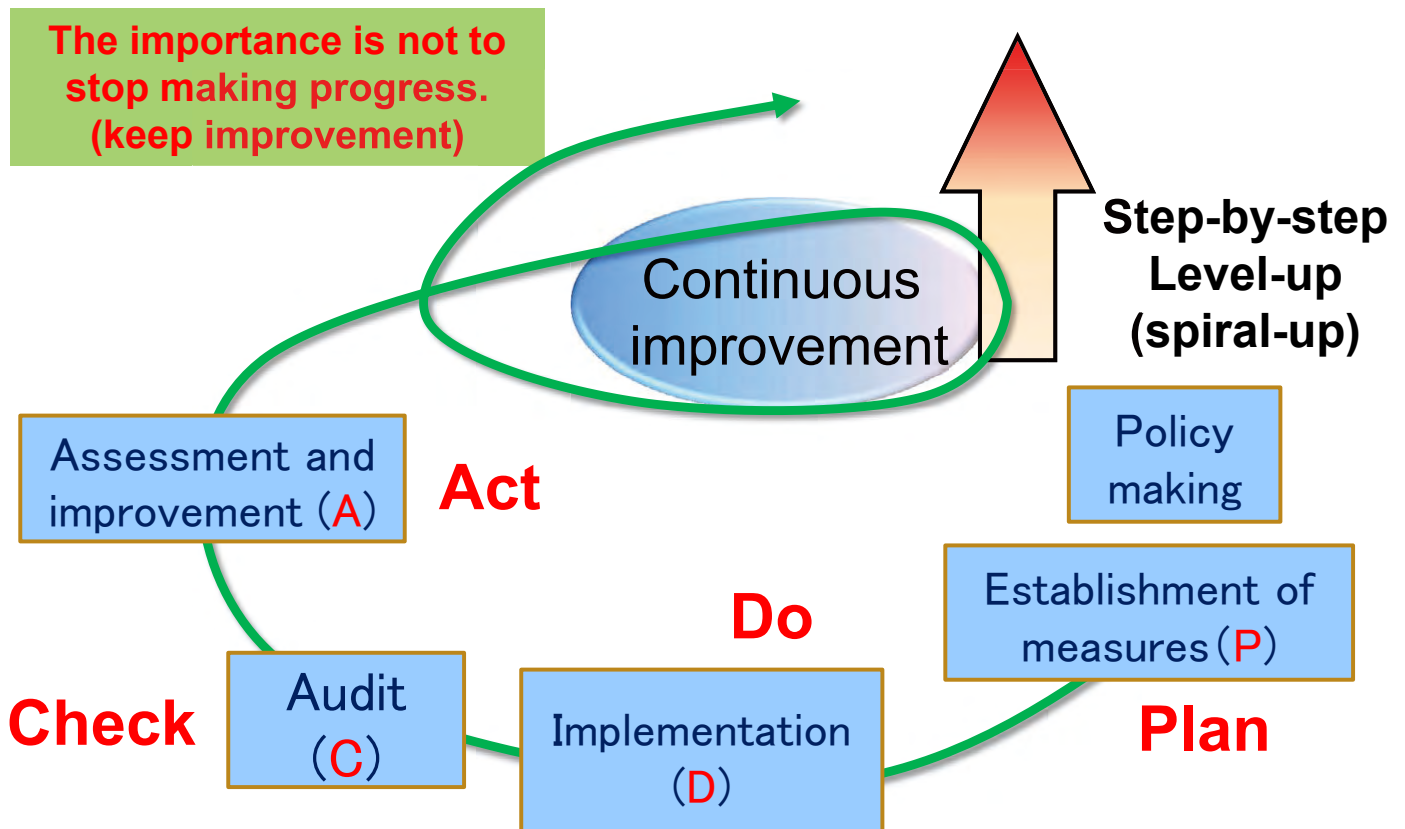 The importance is not to
stop making progress.
(keep improvement)
Step-by-step
Level-up
(spiral-up)
Continuous
improvement
Policy
making
Assessment and
improvement (A)
Act
Establishment of
measures (P)
Do
Plan
Audit
(C)
Check
Implementation
(D)